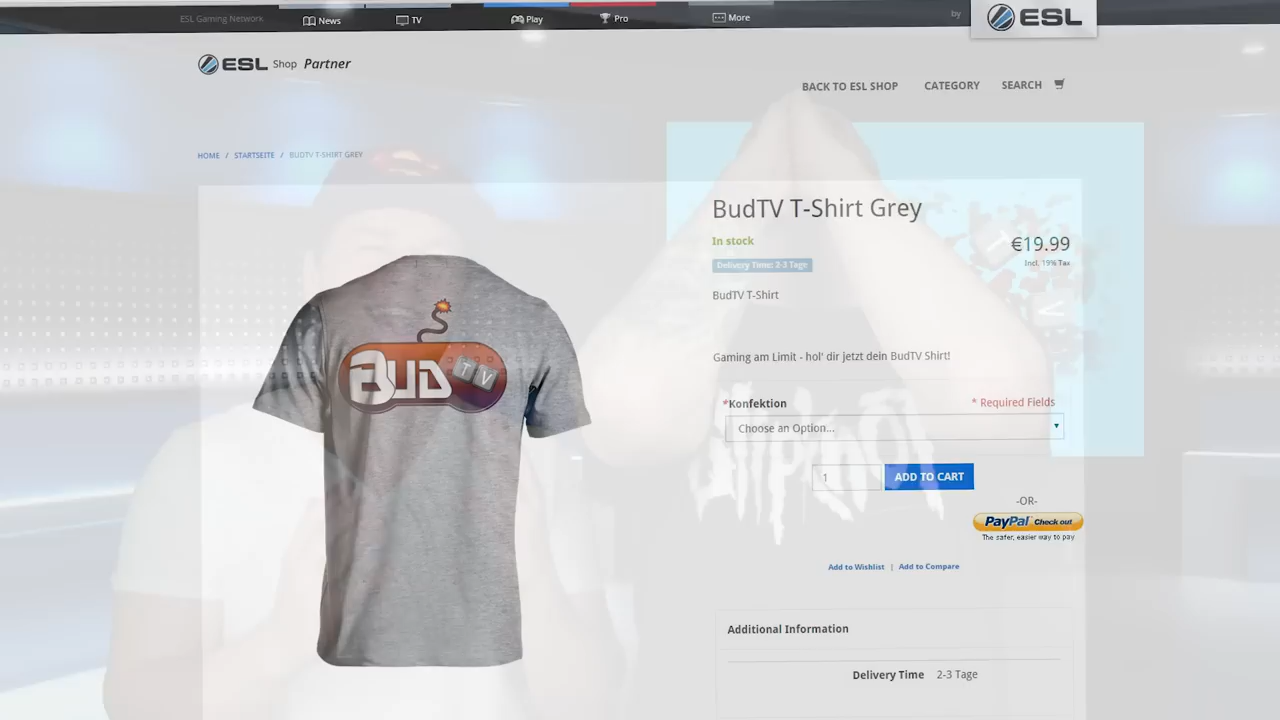 ESL Gaming Network
News
TV
Play
Pro
More
by
ESL
ESL Shop Partner
BACK TO ESL SHOP
CATEGORY
SEARCH
HOME / STARTSEITE / BUDTV T-SHIRT GREY
BudTV T-Shirt Grey
In stock
€19.99
Incl. 19% Tax
Delivery Time: 2-3 Tage
BudTV T-Shirt
BUD TV
Gaming am Limit - hol' dir jetzt dein BudTV Shirt!
*Konfektion
* Required Fields
Choose an Option...
Slipknot
1
ADD TO CART
-OR-
PayPal Check out
The safer, easier way to pay
Add to Wishlist | Add to Compare
Additional Information
Delivery Time 2-3 Tage